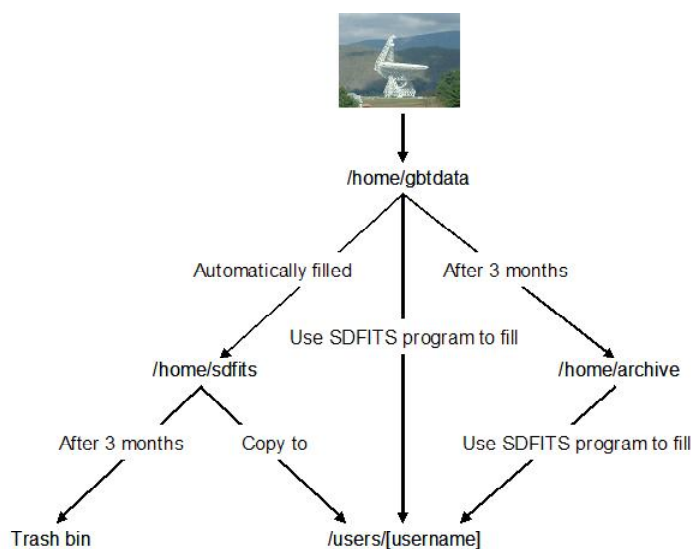 /home/gbtdata
Automatically filled
After 3 months
Use SDFITS program to fill
/home/sdfits
/home/archive
After 3 months
Copy to
Use SDFITS program to fill
Trash bin
/users/[username]